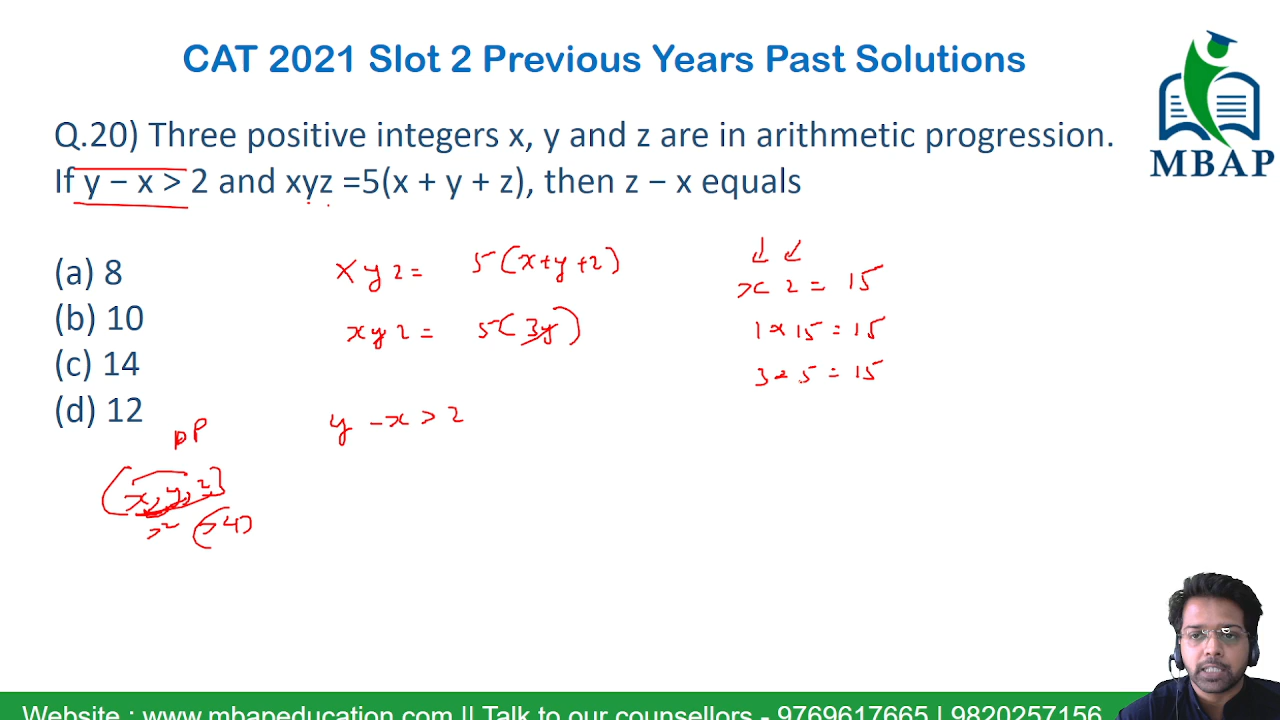 CAT 2021 Slot 2 Previous Years Past Solutions
MBAP
Q.20) Three positive integers x, y and z are in arithmetic progression.
If y − x > 2 and xyz =5(x + y + z), then z − x equals
(a) 8
(b) 10
(c) 14
(d) 12
xyz = 5(x+y+z)
xyz = 5(3y)
y - x > 2
xz = 15
1 × 15 = 15
3 × 5 = 15
(x, y, z)
>2 (>4)
Website : www.mbapeducation.com || Talk to our counsellors - 9769617665 | 9820257156